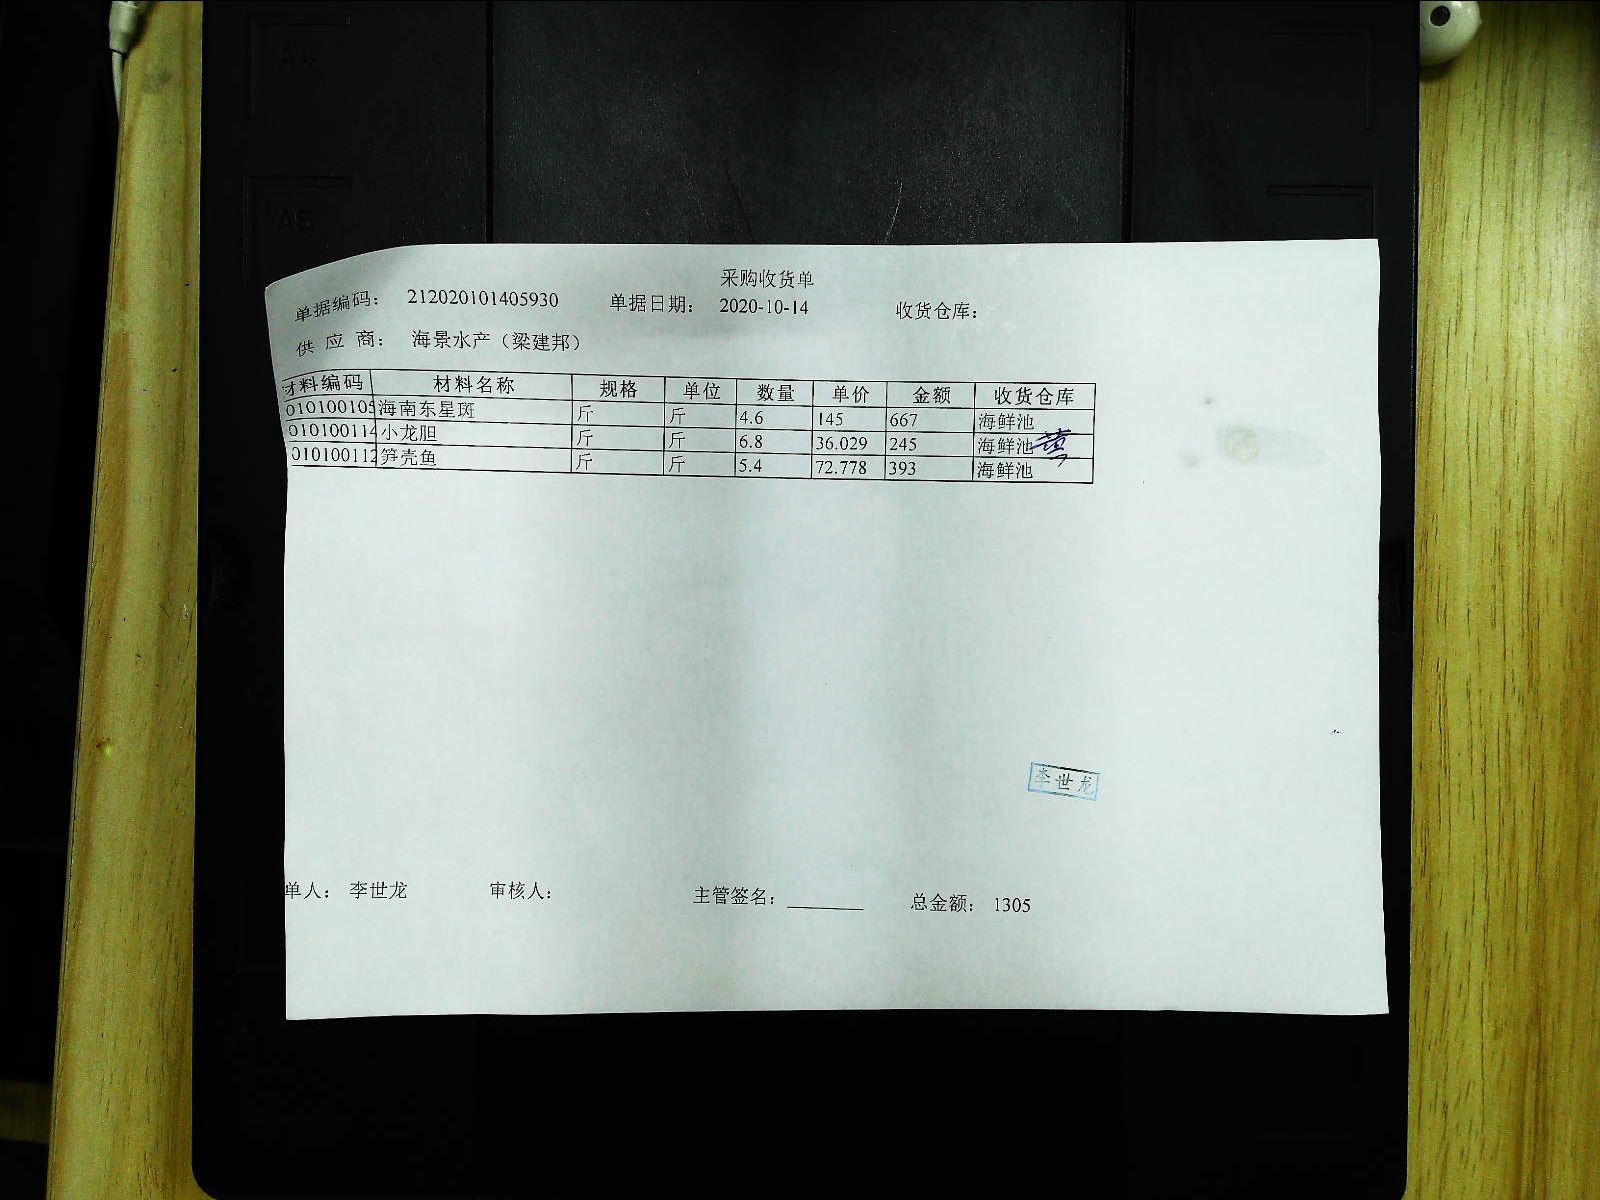 采购收货单
单据编码： 212020101405930 单据日期： 2020-10-14 收货仓库：
供 应 商： 海景水产（梁建邦）
材料编码 材料名称 规格 单位 数量 单价 金额 收货仓库
010100105 海南东星斑 斤 斤 4.6 145 667 海鲜池
010100114 小龙胆 斤 斤 6.8 36.029 245 海鲜池
010100112 笋壳鱼 斤 斤 5.4 72.778 393 海鲜池
李世龙
单人： 李世龙 审核人： 主管签名： 总金额： 1305